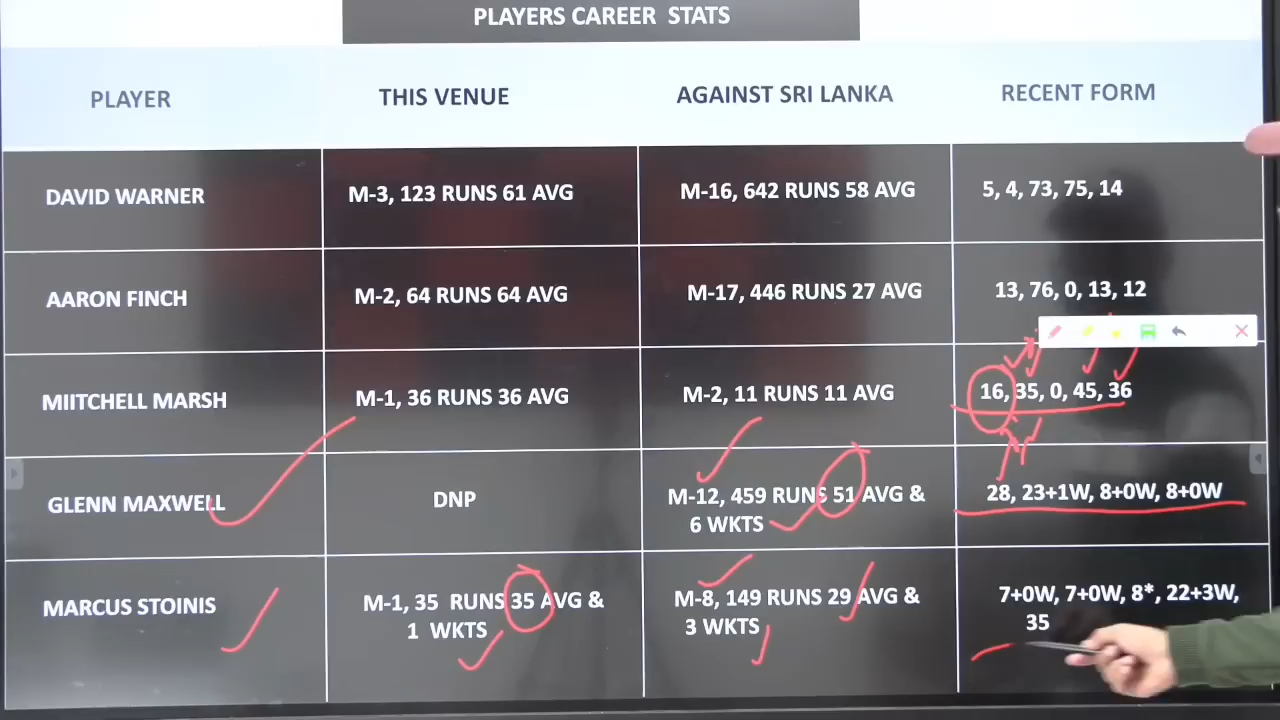 PLAYERS CAREER STATS
PLAYER THIS VENUE AGAINST SRI LANKA RECENT FORM
DAVID WARNER M-3, 123 RUNS 61 AVG M-16, 642 RUNS 58 AVG 5, 4, 73, 75, 14
AARON FINCH M-2, 64 RUNS 64 AVG M-17, 446 RUNS 27 AVG 13, 76, 0, 13, 12
MIITCHELL MARSH M-1, 36 RUNS 36 AVG M-2, 11 RUNS 11 AVG 16, 35, 0, 45, 36
GLENN MAXWELL DNP M-12, 459 RUNS 51 AVG & 28, 23+1W, 8+0W, 8+0W
6 WKTS
MARCUS STOINIS M-1, 35 RUNS 35 AVG & M-8, 149 RUNS 29 AVG & 7+0W, 7+0W, 8*, 22+3W,
1 WKTS 3 WKTS 35